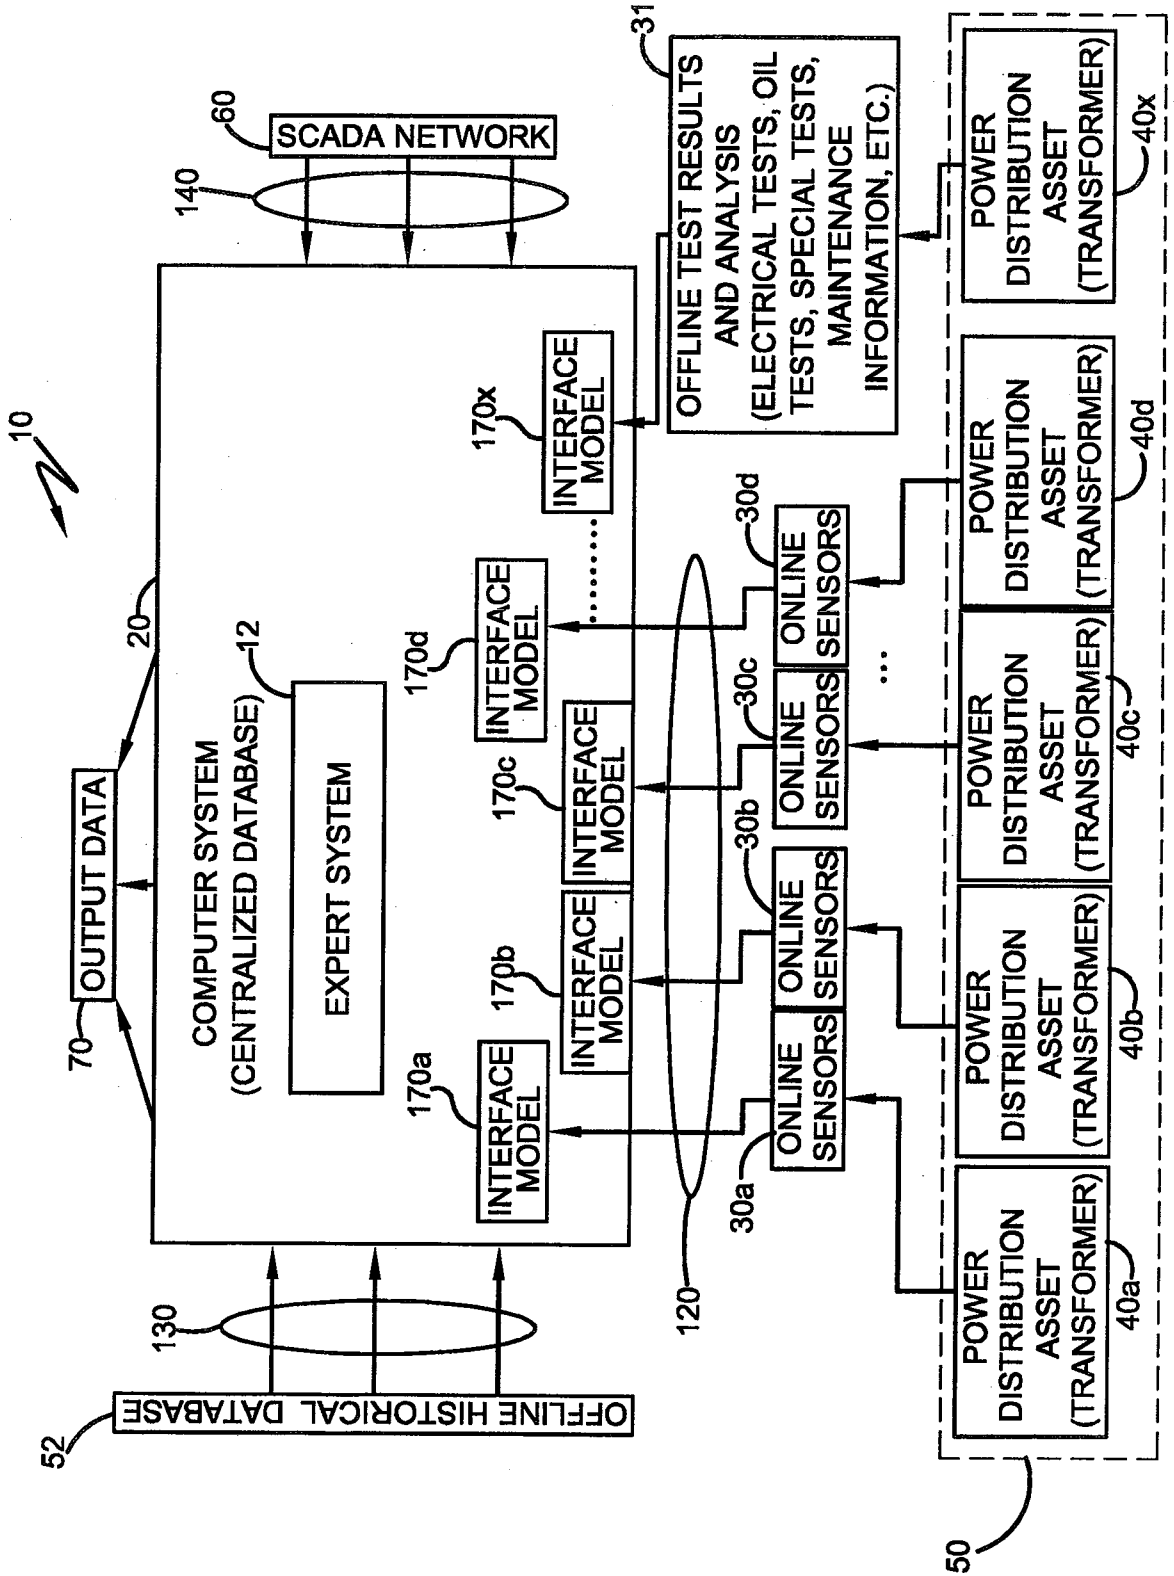 10
70
OUTPUT DATA
20
COMPUTER SYSTEM
(CENTRALIZED DATABASE)
12
EXPERT SYSTEM
52
OFFLINE HISTORICAL DATABASE
130
140
60
SCADA NETWORK
170a
INTERFACE
MODEL
170b
INTERFACE
MODEL
170c
INTERFACE
MODEL
170d
INTERFACE
MODEL
170x
INTERFACE
MODEL
120
30a
ONLINE
SENSORS
30b
ONLINE
SENSORS
30c
ONLINE
SENSORS
30d
ONLINE
SENSORS
31
OFFLINE TEST RESULTS
AND ANALYSIS
(ELECTRICAL TESTS, OIL
TESTS, SPECIAL TESTS,
MAINTENANCE
INFORMATION, ETC.)
50
POWER
DISTRIBUTION
ASSET
(TRANSFORMER)
40a
POWER
DISTRIBUTION
ASSET
(TRANSFORMER)
40b
POWER
DISTRIBUTION
ASSET
(TRANSFORMER)
40c
POWER
DISTRIBUTION
ASSET
(TRANSFORMER)
40d
POWER
DISTRIBUTION
ASSET
(TRANSFORMER)
40x